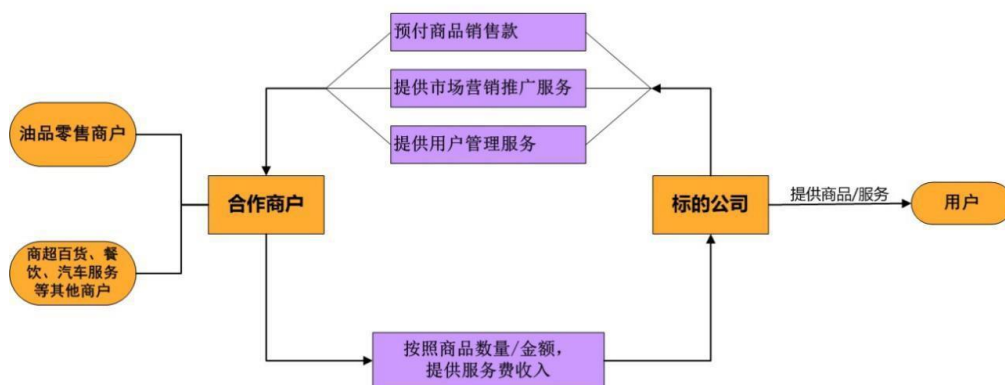 预付商品销售款
提供市场营销推广服务
提供用户管理服务
油品零售商户
合作商户
标的公司
提供商品/服务
用户
商超百货、餐
饮、汽车服务
等其他商户
按照商品数量/金额,
提供服务费收入